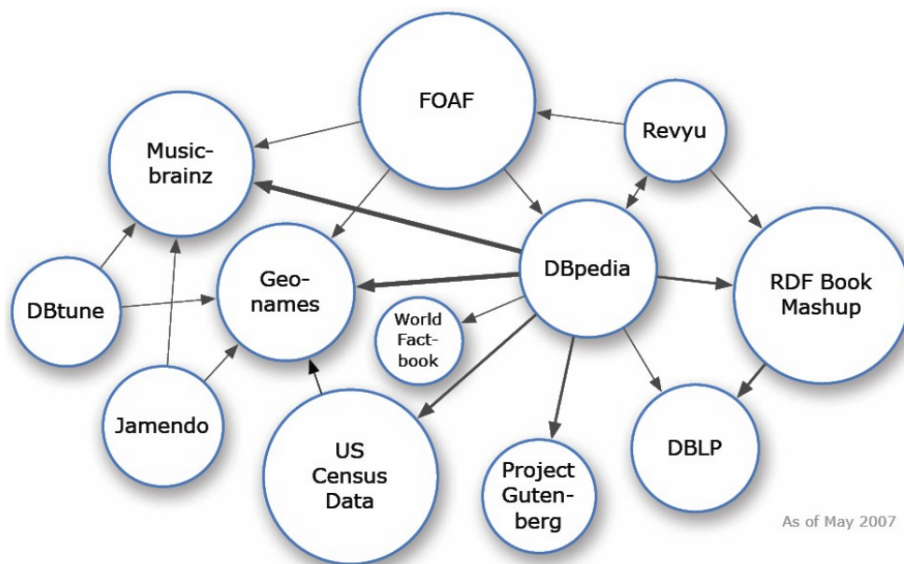 FOAF
Revyu
Music-
brainz
DBpedia
RDF Book
Mashup
Geo-
names
DBtune
World
Fact-
book
Jamendo
US
Census
Data
Project
Guten-
berg
DBLP
As of May 2007